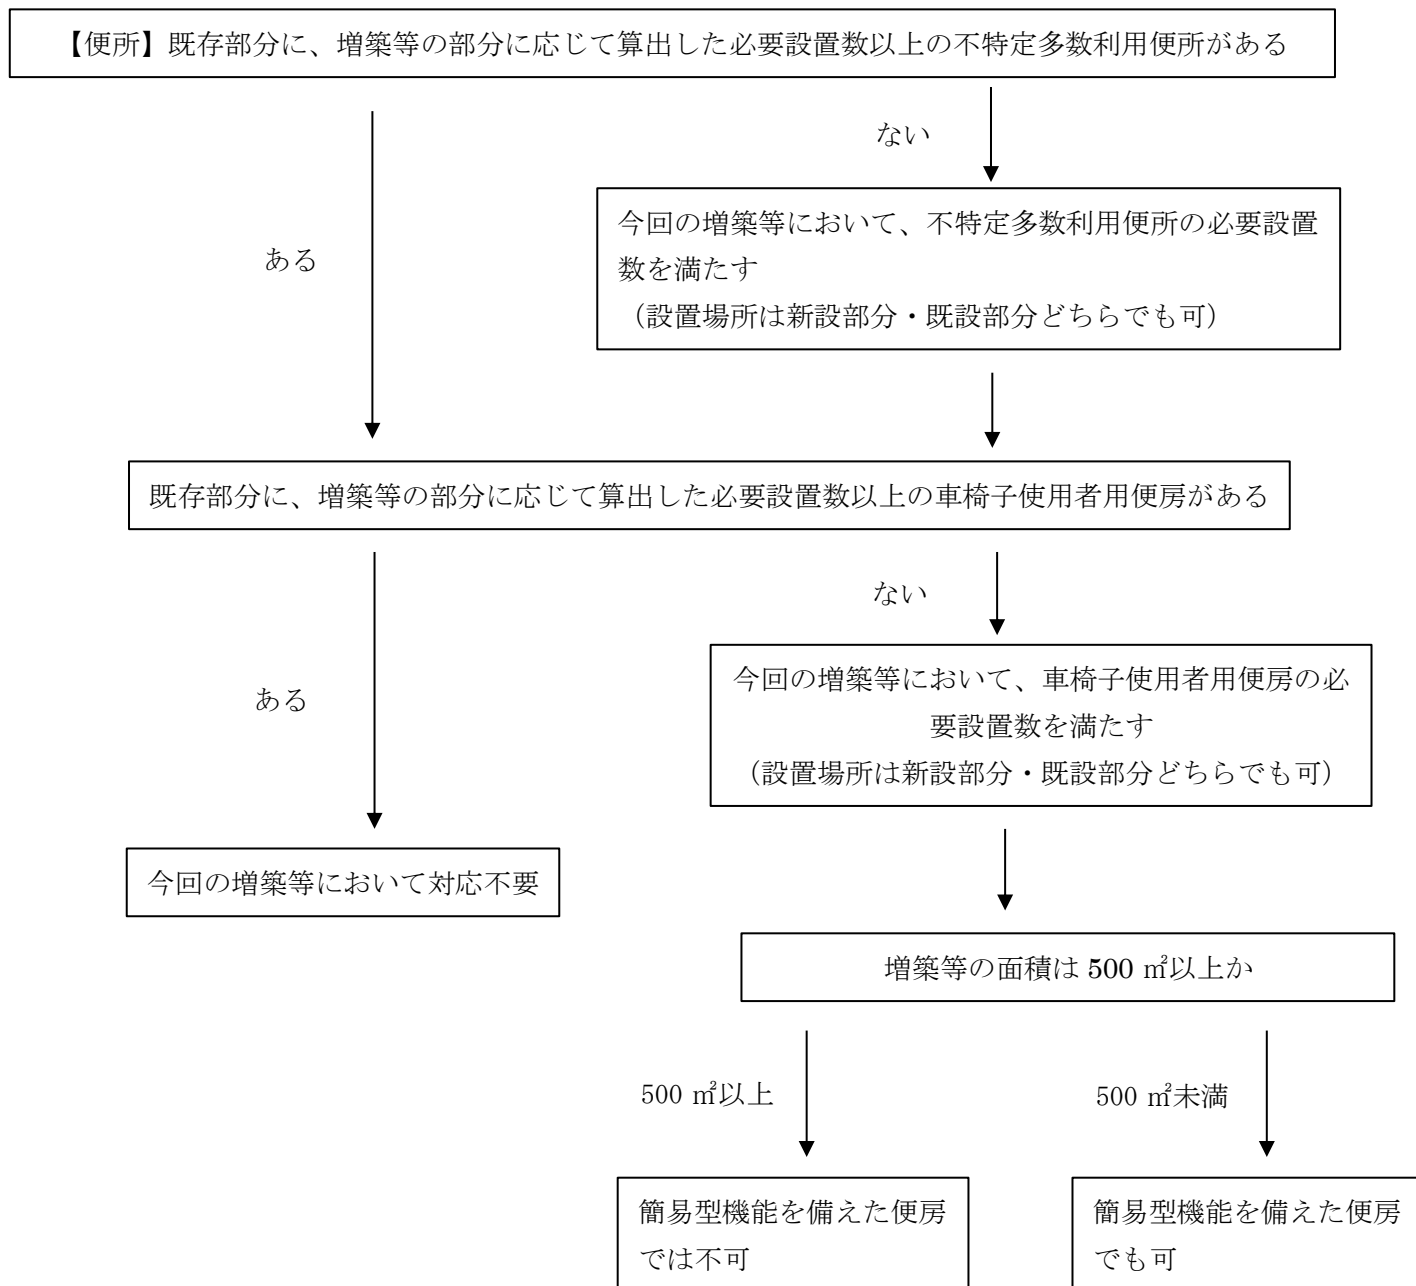 【便所】既存部分に、増築等の部分に応じて算出した必要設置数以上の不特定多数利用便所がある
ない
今回の増築等において、不特定多数利用便所の必要設置
数を満たす
（設置場所は新設部分・既設部分どちらでも可）
ある
既存部分に、増築等の部分に応じて算出した必要設置数以上の車椅子使用者用便房がある
ない
今回の増築等において、車椅子使用者用便房の必
要設置数を満たす
（設置場所は新設部分・既設部分どちらでも可）
ある
今回の増築等において対応不要
増築等の面積は 500 ㎡以上か
500 ㎡以上
500 ㎡未満
簡易型機能を備えた便房
では不可
簡易型機能を備えた便房
でも可